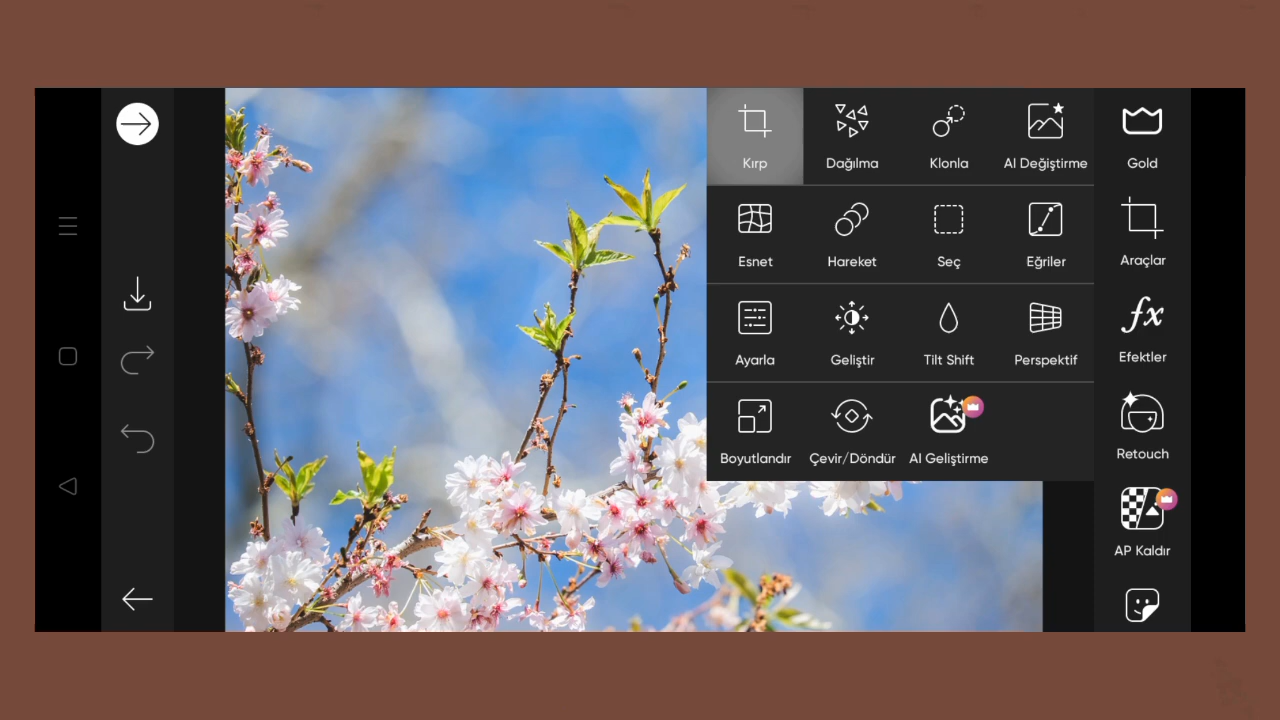 Kırp Dağılma Klonla AI Değiştirme
Esnet Hareket Seç Eğriler
Ayarla Geliştir Tilt Shift Perspektif
Boyutlandır Çevir/Döndür AI Geliştirme
Gold
Araçlar
fx
Efektler
Retouch
AP Kaldır